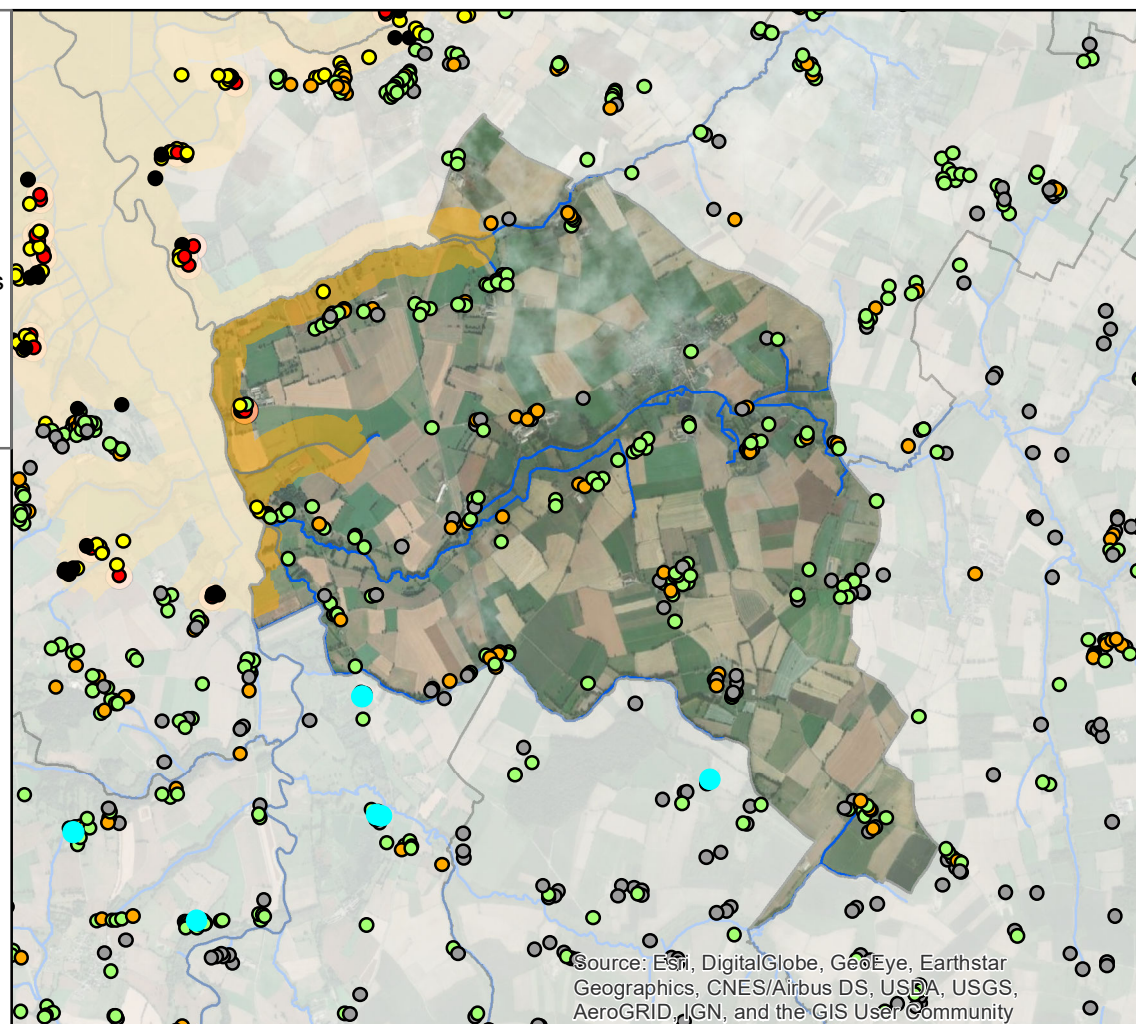 Source: Esri, DigitalGlobe, GeoEye, Earthstar
Geographics, CNES/Airbus DS, USDA, USGS,
AeroGRID, IGN, and the GIS User Community